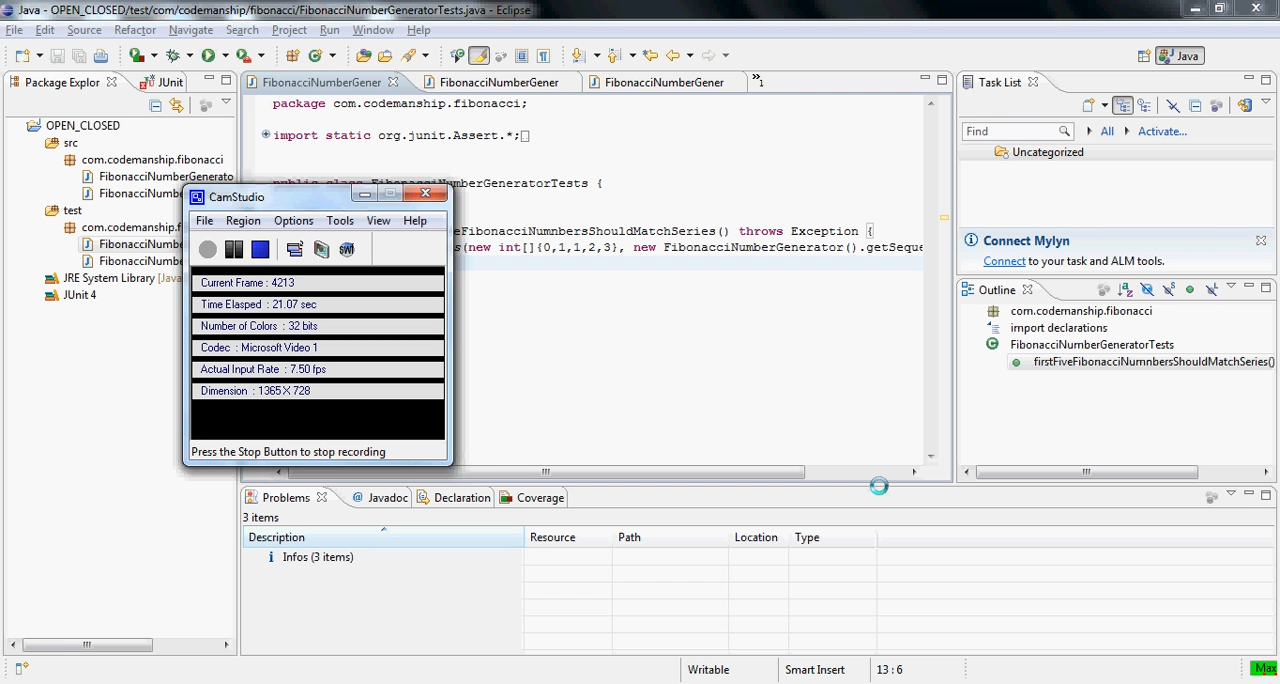 Java - OPEN_CLOSED/test/com/codemanship/fibonacci/FibonacciNumberGeneratorTests.java - Eclipse
File Edit Source Refactor Navigate Search Project Run Window Help
Java
Package Explor JUnit
FibonacciNumberGener FibonacciNumberGener FibonacciNumberGener 1
Task List
OPEN_CLOSED
src
com.codemanship.fibonacci
FibonacciNumberGenerato
FibonacciNumbe
test
com.codemanship.f
FibonacciNumbe
FibonacciNumbe
JRE System Library [Java
JUnit 4
package com.codemanship.fibonacci;
import static org.junit.Assert.*;
public class FibonacciNumberGeneratorTests {
eFibonacciNumnbersShouldMatchSeries() throws Exception {
s(new int[]{0,1,1,2,3}, new FibonacciNumberGenerator().getSeque
CamStudio
File Region Options Tools View Help
SWF
Current Frame : 4213
Time Elasped : 21.07 sec
Number of Colors : 32 bits
Codec : Microsoft Video 1
Actual Input Rate : 7.50 fps
Dimension : 1365 X 728
Press the Stop Button to stop recording
Find All Activate...
Uncategorized
Connect Mylyn
Connect to your task and ALM tools.
Outline
com.codemanship.fibonacci
import declarations
FibonacciNumberGeneratorTests
firstFiveFibonacciNumnbersShouldMatchSeries()
Problems @ Javadoc Declaration Coverage
3 items
Description Resource Path Location Type
Infos (3 items)
Writable Smart Insert 13 : 6
Max